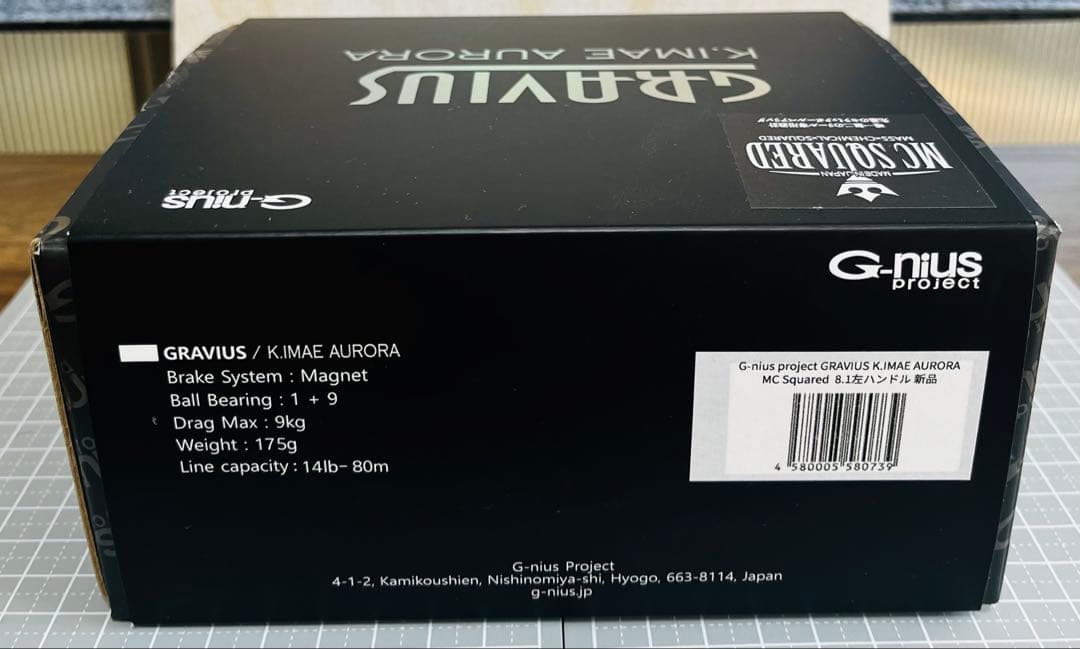 K.IMAE AURORA
GRAVIUS
MASS-CHEMICAL-SQUARED
MC SQUARED
MADE IN JAPAN
G-nius
project
G-nius
project
GRAVIUS / K.IMAE AURORA
Brake System : Magnet
Ball Bearing : 1 + 9
Drag Max : 9kg
Weight : 175g
Line capacity : 14lb- 80m
G-nius project GRAVIUS K.IMAE AURORA
MC Squared 8.1左ハンドル 新品
4 580005 580739
G-nius Project
4-1-2, Kamikoushien, Nishinomiya-shi, Hyogo, 663-8114, Japan
g-nius.jp